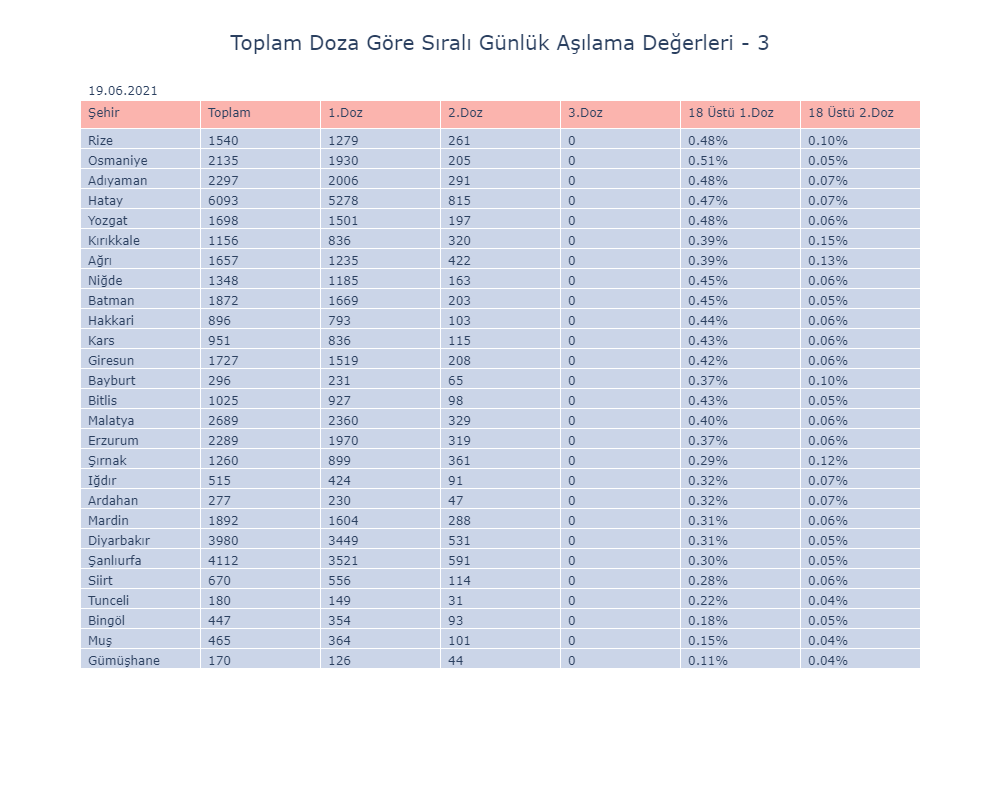 Toplam Doza Göre Sıralı Günlük Aşılama Değerleri - 3
19.06.2021
Şehir Toplam 1.Doz 2.Doz 3.Doz 18 Üstü 1.Doz 18 Üstü 2.Doz
Rize 1540 1279 261 0 0.48% 0.10%
Osmaniye 2135 1930 205 0 0.51% 0.05%
Adıyaman 2297 2006 291 0 0.48% 0.07%
Hatay 6093 5278 815 0 0.47% 0.07%
Yozgat 1698 1501 197 0 0.48% 0.06%
Kırıkkale 1156 836 320 0 0.39% 0.15%
Ağrı 1657 1235 422 0 0.39% 0.13%
Niğde 1348 1185 163 0 0.45% 0.06%
Batman 1872 1669 203 0 0.45% 0.05%
Hakkari 896 793 103 0 0.44% 0.06%
Kars 951 836 115 0 0.43% 0.06%
Giresun 1727 1519 208 0 0.42% 0.06%
Bayburt 296 231 65 0 0.37% 0.10%
Bitlis 1025 927 98 0 0.43% 0.05%
Malatya 2689 2360 329 0 0.40% 0.06%
Erzurum 2289 1970 319 0 0.37% 0.06%
Şırnak 1260 899 361 0 0.29% 0.12%
Iğdır 515 424 91 0 0.32% 0.07%
Ardahan 277 230 47 0 0.32% 0.07%
Mardin 1892 1604 288 0 0.31% 0.06%
Diyarbakır 3980 3449 531 0 0.31% 0.05%
Şanlıurfa 4112 3521 591 0 0.30% 0.05%
Siirt 670 556 114 0 0.28% 0.06%
Tunceli 180 149 31 0 0.22% 0.04%
Bingöl 447 354 93 0 0.18% 0.05%
Muş 465 364 101 0 0.15% 0.04%
Gümüşhane 170 126 44 0 0.11% 0.04%